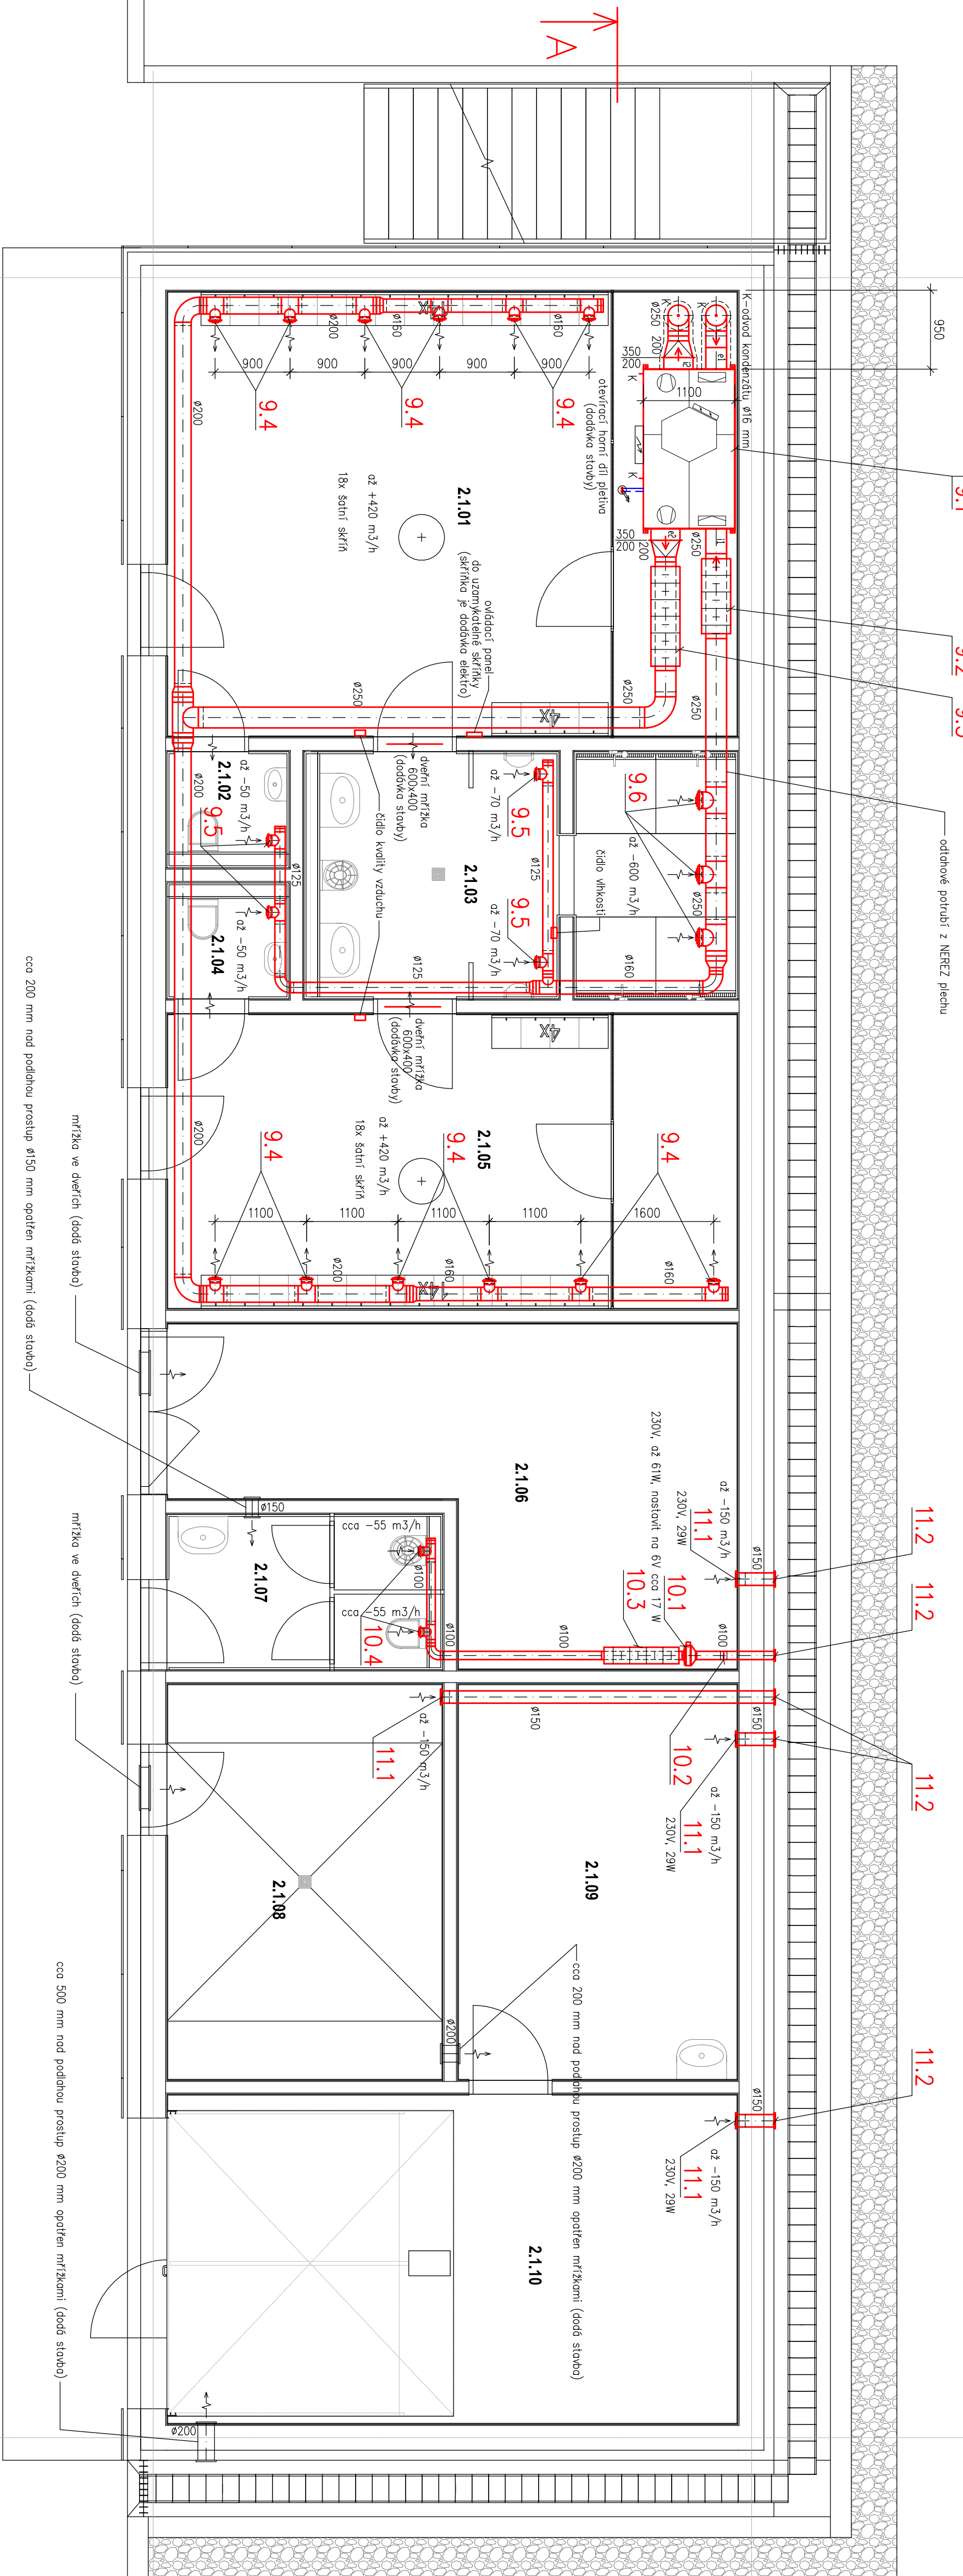 A
950
K-odvod kondenzátu Ø16 mm
K
K
e1
i2
Ø250
200
350
200
1100
K
K
otevírací horní díl pletiva
(dodávka stavby)
e2
i1
350
200
200
Ø250
9.1
9.2
9.3
Ø250
Ø250
odtahové potrubí z NEREZ plechu
Ø160
Ø160
Ø200
900
900
900
900
900
9.4
9.4
9.4
Ø200
2.1.01
až +420 m3/h
18x šatní skříň
ovládací panel
do uzamykatelné skříňky
(skříňka je dodávka elektro)
Ø250
4X
2.1.02
až -50 m3/h
Ø200
9.5
Ø125
2.1.04
až -50 m3/h
dveřní mřížka
600x400
(dodávka stavby)
čidlo kvality vzduchu
2.1.03
až -70 m3/h
9.5
Ø125
9.5
až -70 m3/h
čidlo vlhkosti
9.6
až -600 m3/h
Ø250
Ø160
Ø125
dveřní mřížka
600x400
(dodávka stavby)
4X
2.1.05
až +420 m3/h
18x šatní skříň
Ø200
9.4
9.4
9.4
1100
1100
1100
1100
1600
Ø200
Ø160
Ø160
14X
cca 200 mm nad podlahou prostup Ø150 mm opatřen mřížkami (dodá stavba)
mřížka ve dveřích (dodá stavba)
2.1.06
230V, až 61W, nastavit na 6V cca 17 W
10.1
10.3
až -150 m3/h
11.1
230V, 29W
Ø150
11.2
11.2
Ø100
10.2
Ø100
Ø100
Ø150
2.1.07
cca -55 m3/h
Ø100
cca -55 m3/h
10.4
mřížka ve dveřích (dodá stavba)
až -150 m3/h
11.1
Ø150
Ø150
11.2
až -150 m3/h
11.1
230V, 29W
2.1.08
2.1.09
Ø200
cca 200 mm nad podlahou prostup Ø200 mm opatřen mřížkami (dodá stavba)
11.2
Ø150
až -150 m3/h
11.1
230V, 29W
2.1.10
cca 500 mm nad podlahou prostup Ø200 mm opatřen mřížkami (dodá stavba)
Ø200